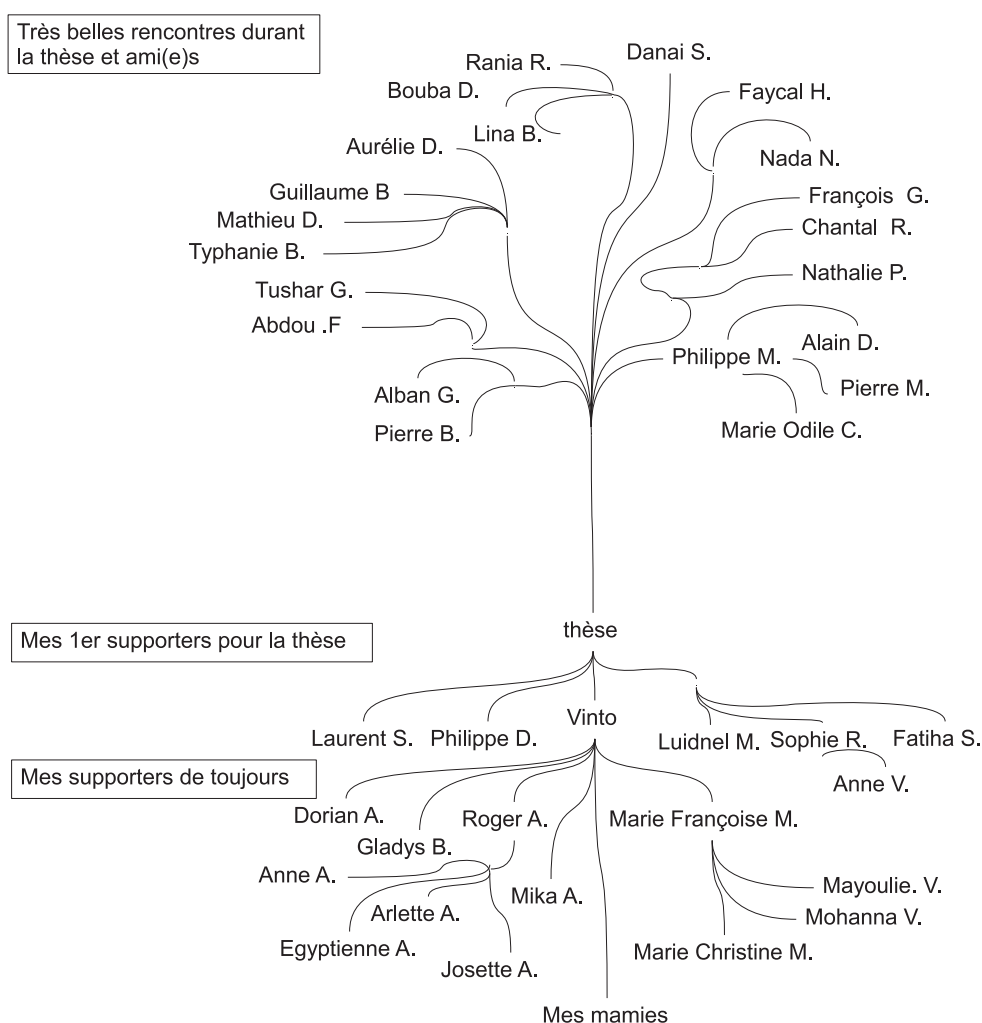 Très belles rencontres durant
la thèse et ami(e)s
Danai S.
Rania R.
Bouba D.
Faycal H.
Lina B.
Aurélie D.
Nada N.
Guillaume B
François G.
Mathieu D.
Chantal R.
Typhanie B.
Nathalie P.
Tushar G.
Abdou .F
Alain D.
Philippe M.
Pierre M.
Alban G.
Pierre B.
Marie Odile C.
thèse
Mes 1er supporters pour la thèse
Vinto
Laurent S.
Philippe D.
Luidnel M.
Sophie R.
Fatiha S.
Mes supporters de toujours
Anne V.
Dorian A.
Roger A.
Marie Françoise M.
Gladys B.
Anne A.
Mayoulie. V.
Mika A.
Arlette A.
Mohanna V.
Egyptienne A.
Marie Christine M.
Josette A.
Mes mamies